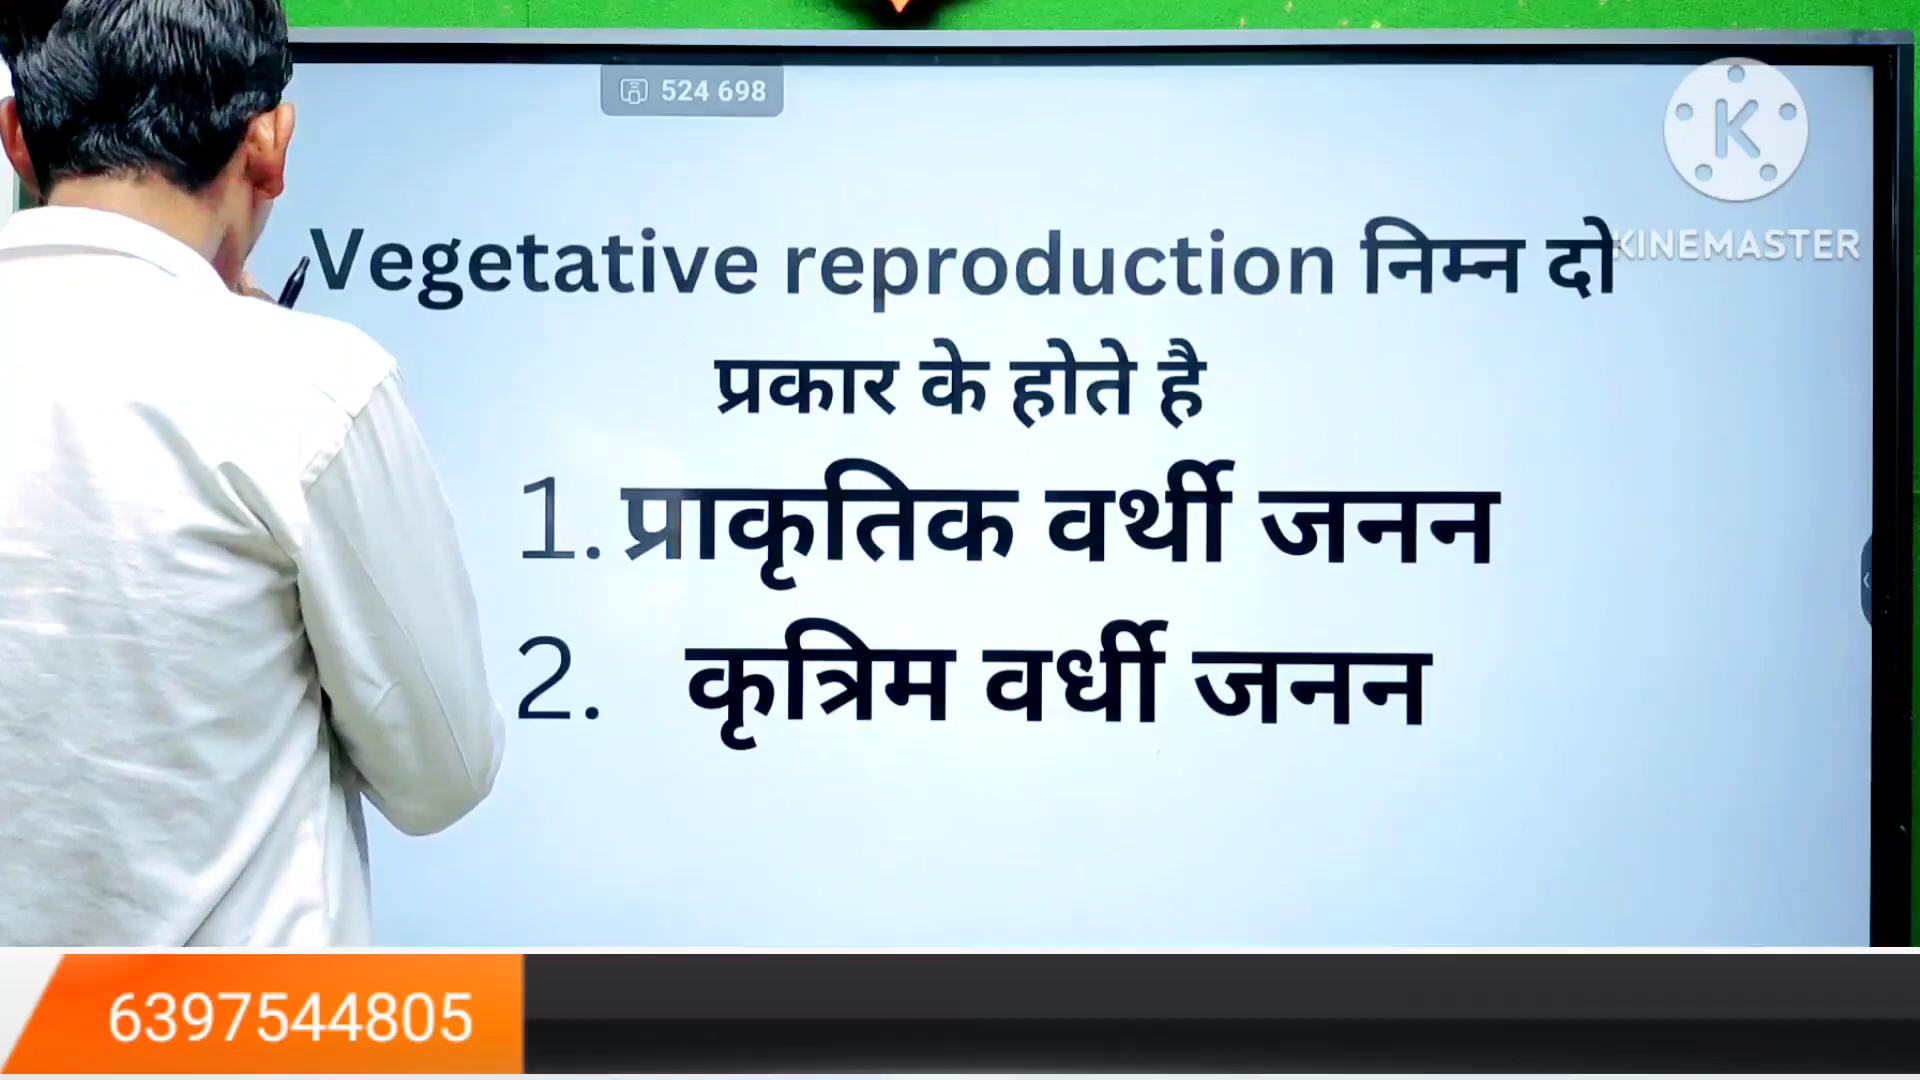 524 698
K
KINEMASTER
Vegetative reproduction निम्न दो
प्रकार के होते है
1. प्राकृतिक वर्थी जनन
2. कृत्रिम वर्धी जनन
6397544805